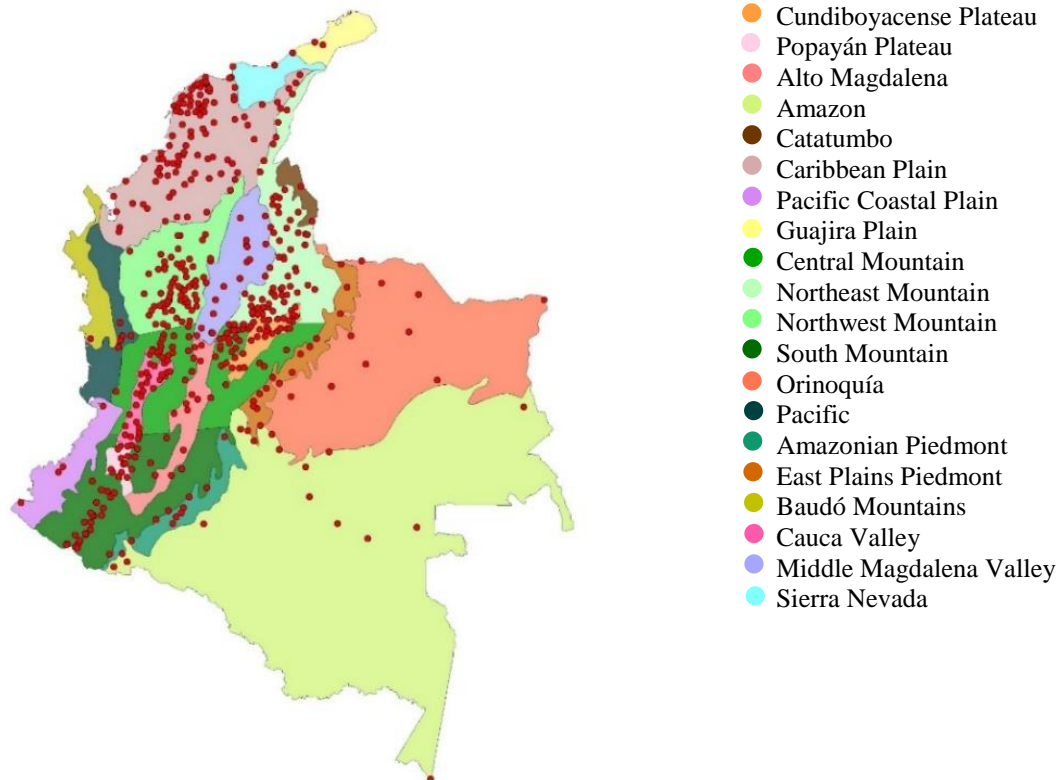 Cundiboyacense Plateau
Popayán Plateau
Alto Magdalena
Amazon
Catatumbo
Caribbean Plain
Pacific Coastal Plain
Guajira Plain
Central Mountain
Northeast Mountain
Northwest Mountain
South Mountain
Orinoquía
Pacific
Amazonian Piedmont
East Plains Piedmont
Baudó Mountains
Cauca Valley
Middle Magdalena Valley
Sierra Nevada